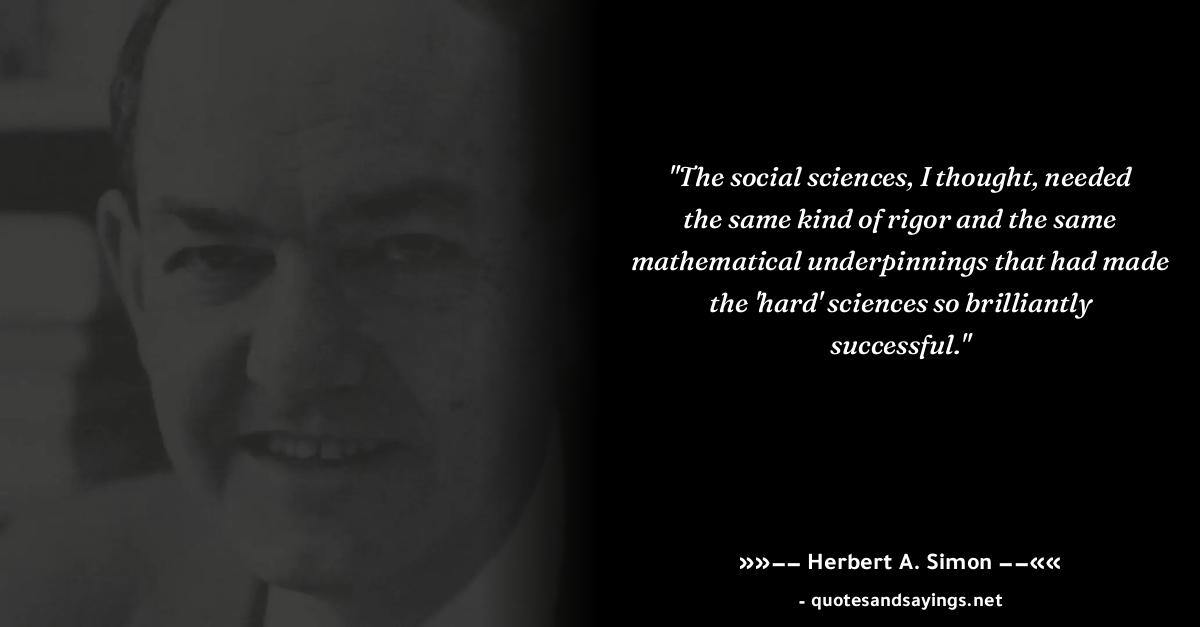 "The social sciences, I thought, needed
the same kind of rigor and the same
mathematical underpinnings that had made
the 'hard' sciences so brilliantly
successful."
»»–– Herbert A. Simon ––««
- quotesandsayings.net